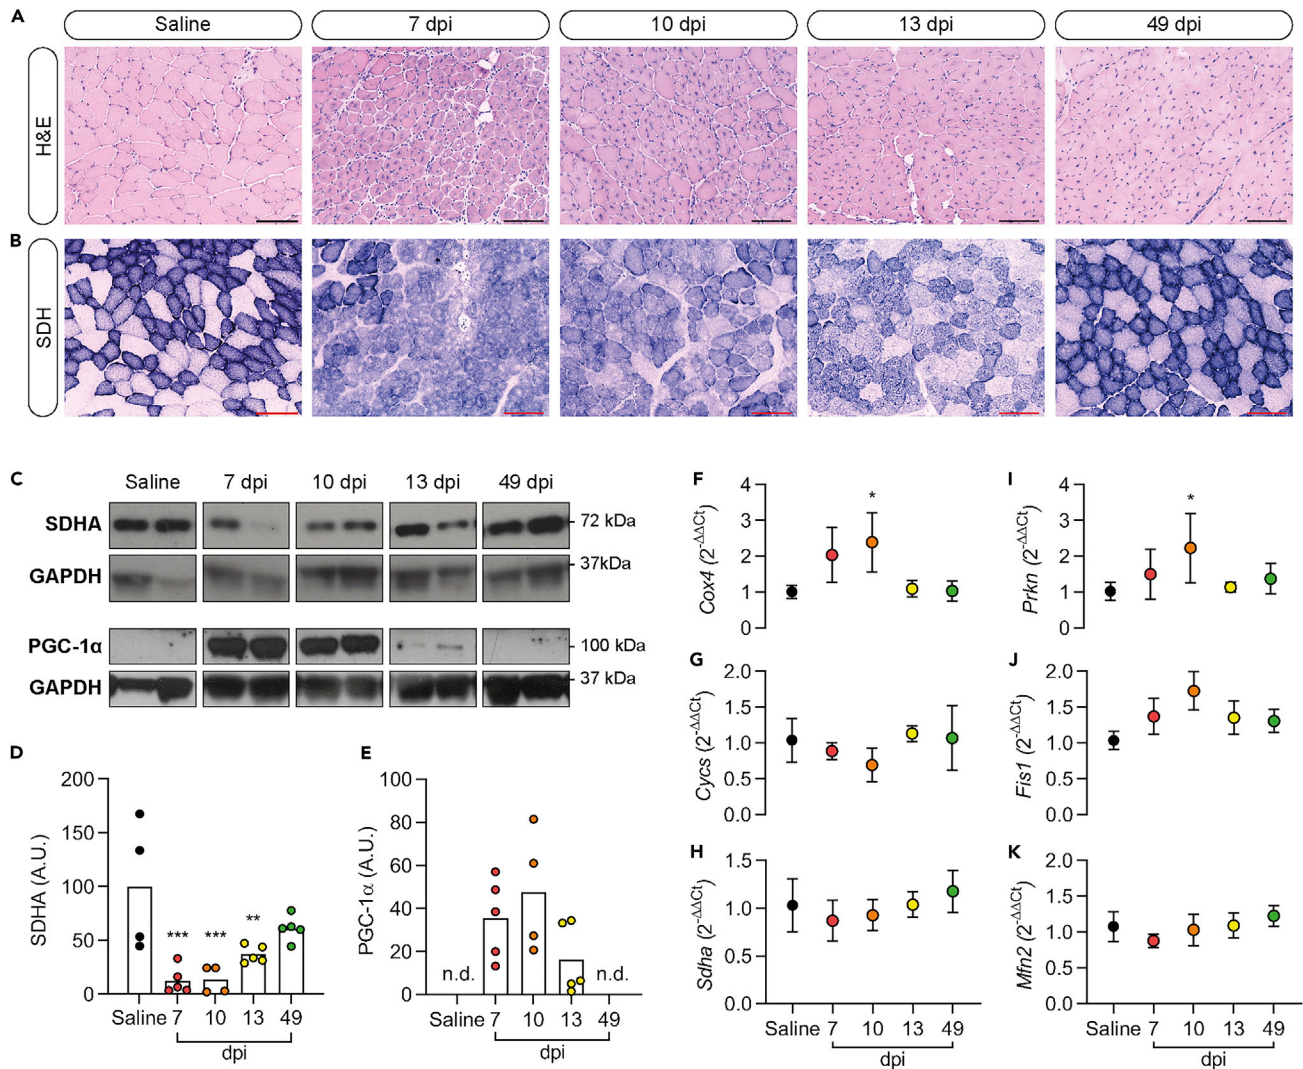 A
Saline
7 dpi
10 dpi
13 dpi
49 dpi
H&E
B
SDH
C
Saline
7 dpi
10 dpi
13 dpi
49 dpi
SDHA
72 kDa
GAPDH
37kDa
PGC-1α
100 kDa
GAPDH
37 kDa
D
SDHA (A.U.)
200
150
100
50
0
***
***
**
Saline 7 10 13 49
dpi
E
PGC-1α (A.U.)
100
80
60
40
20
0
n.d.
n.d.
Saline 7 10 13 49
dpi
F
Cox4 (2-ΔΔCt)
4
3
2
1
0
*
G
Cycs (2-ΔΔCt)
2.0
1.5
1.0
0.5
0.0
H
Sdha (2-ΔΔCt)
1.5
1.0
0.5
0.0
Saline 7 10 13 49
dpi
I
Prkn (2-ΔΔCt)
4
3
2
1
0
*
J
Fis1 (2-ΔΔCt)
2.0
1.5
1.0
0.5
0.0
K
Mfn2 (2-ΔΔCt)
2.0
1.5
1.0
0.5
0.0
Saline 7 10 13 49
dpi